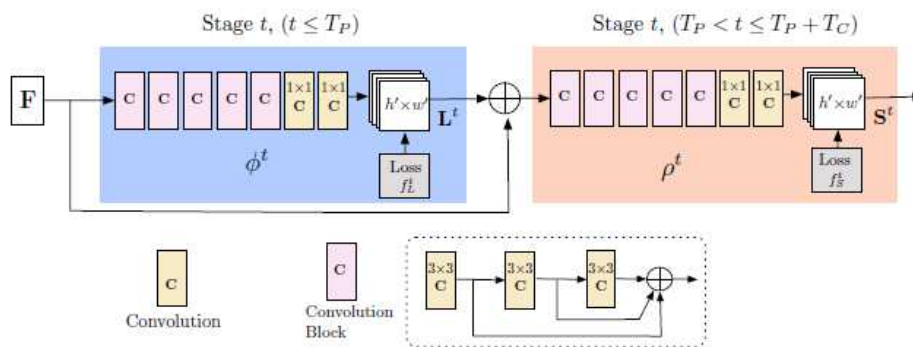 Stage t, (t ≤ T_P)
Stage t, (T_P < t ≤ T_P + T_C)
F
C C C C C 1×1 C 1×1 C
h′×w′
L^t
Loss
f_L^t
ϕ^t
C C C C C 1×1 C 1×1 C
h′×w′
S^t
Loss
f_S^t
ρ^t
C
Convolution
C
Convolution
Block
3×3 C 3×3 C 3×3 C